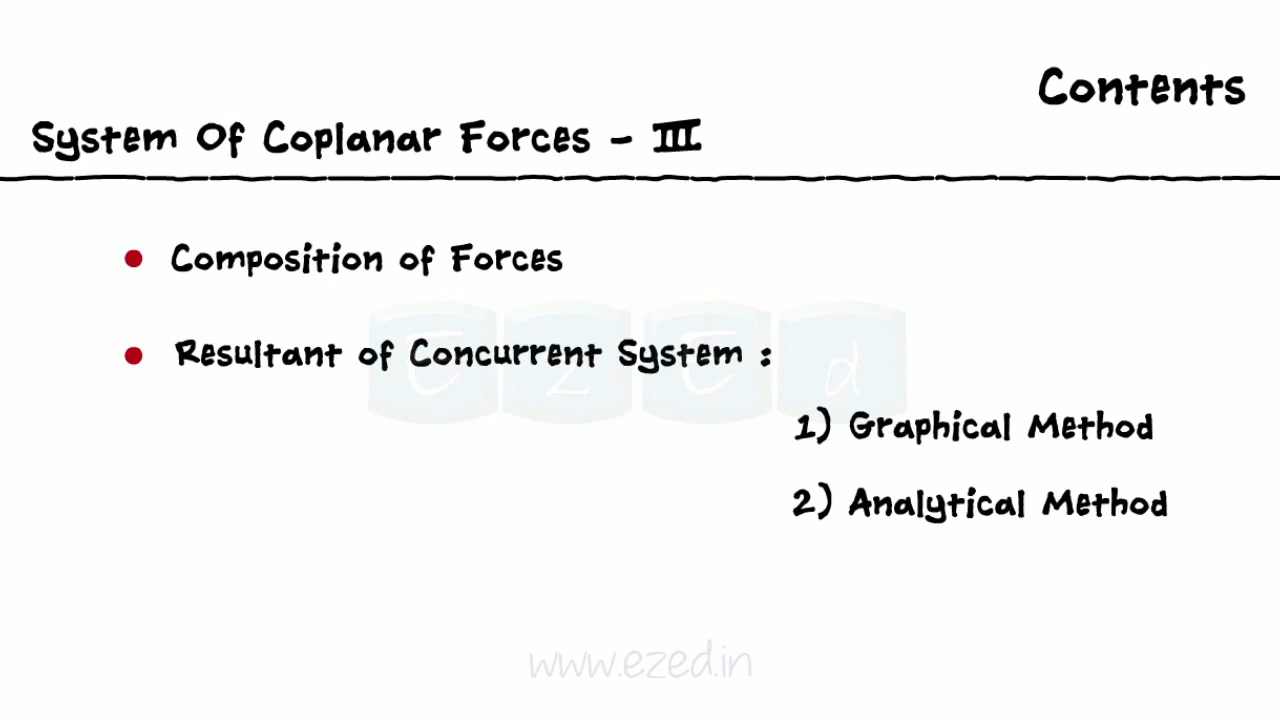 Contents
System Of Coplanar Forces - III
• Composition of Forces
• Resultant of Concurrent System :
1) Graphical Method
2) Analytical Method
EzEd
www.ezed.in